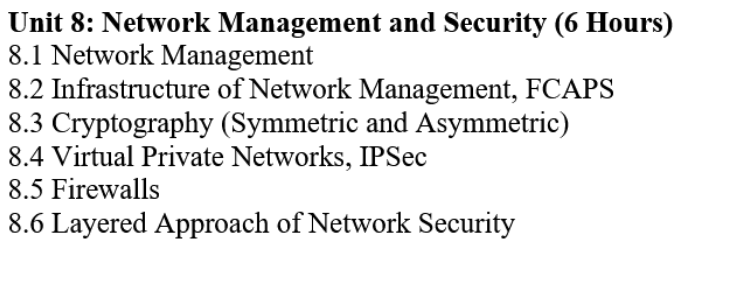 Unit 8: Network Management and Security (6 Hours)
8.1 Network Management
8.2 Infrastructure of Network Management, FCAPS
8.3 Cryptography (Symmetric and Asymmetric)
8.4 Virtual Private Networks, IPSec
8.5 Firewalls
8.6 Layered Approach of Network Security